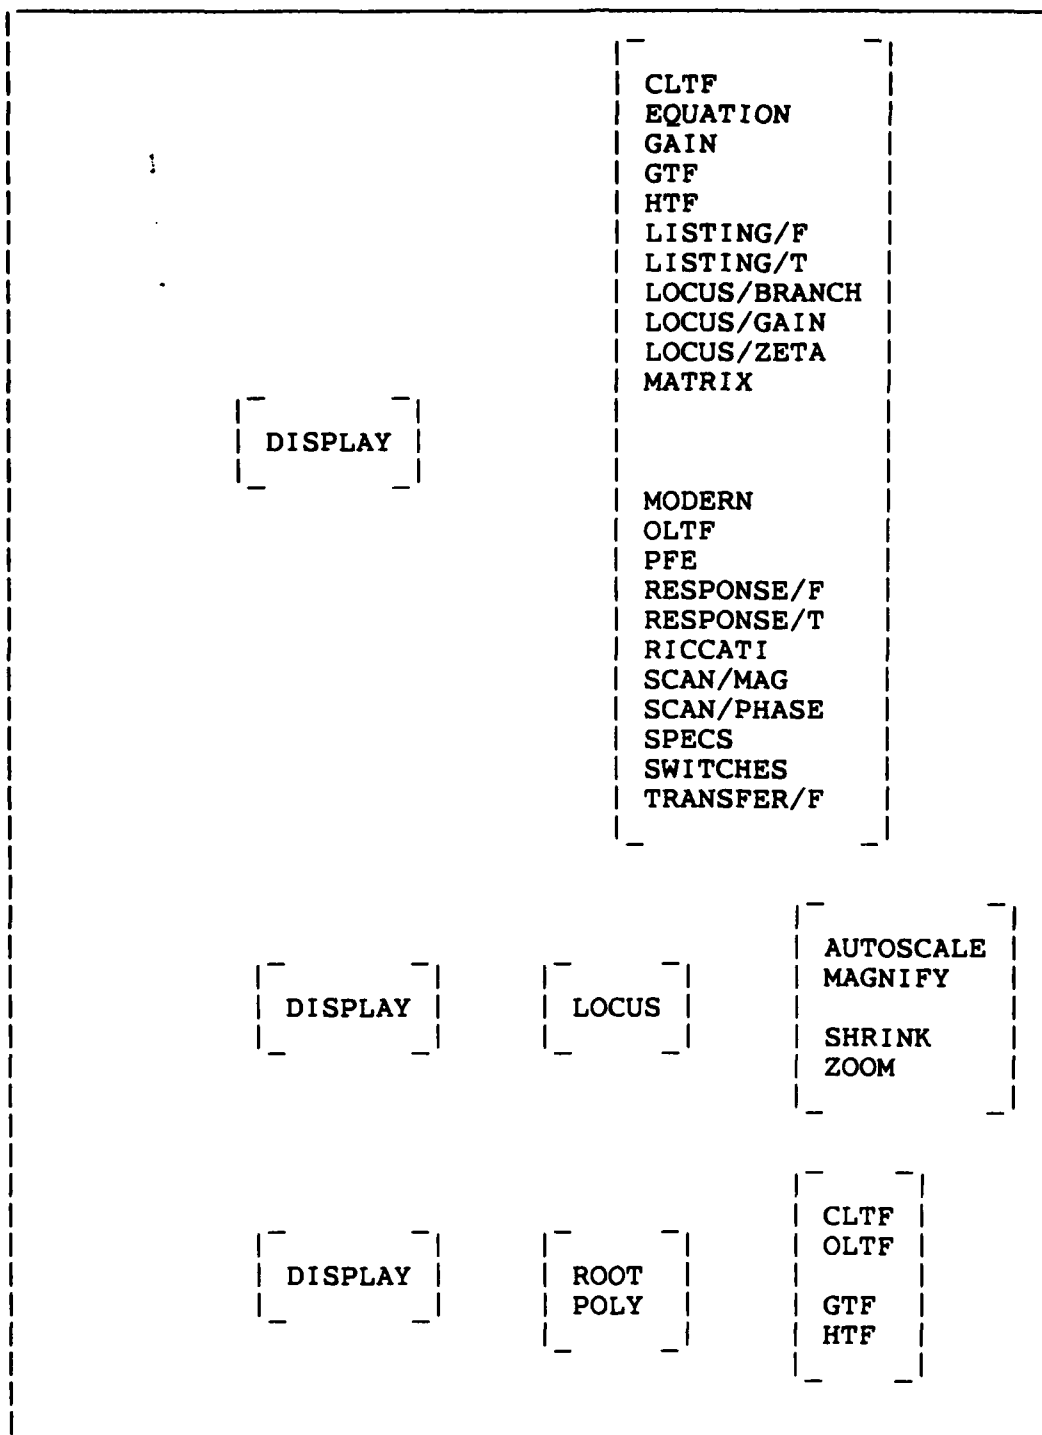 CLTF
EQUATION
GAIN
GTF
HTF
LISTING/F
LISTING/T
LOCUS/BRANCH
LOCUS/GAIN
LOCUS/ZETA
MATRIX
DISPLAY
MODERN
OLTF
PFE
RESPONSE/F
RESPONSE/T
RICCATI
SCAN/MAG
SCAN/PHASE
SPECS
SWITCHES
TRANSFER/F
AUTOSCALE
MAGNIFY
DISPLAY LOCUS
SHRINK
ZOOM
CLTF
OLTF
DISPLAY ROOT
POLY GTF
HTF